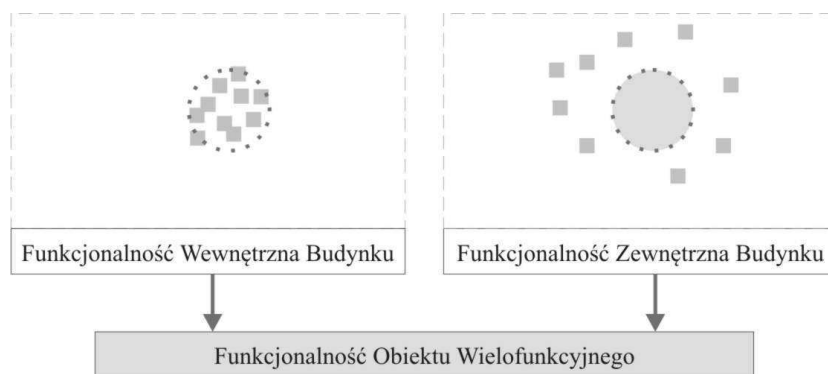 Funkcjonalność Wewnętrzna Budynku
Funkcjonalność Zewnętrzna Budynku
Funkcjonalność Obiektu Wielofunkcyjnego